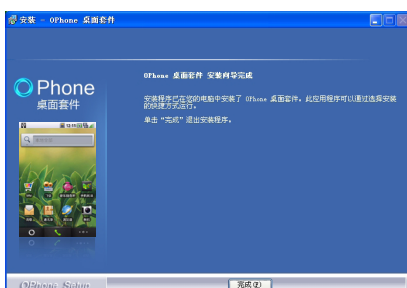 安装 - OPhone 桌面套件
Phone
桌面套件
OPhone 桌面套件 安装向导完成
安装程序已在您的电脑中安装了 OPhone 桌面套件。此应用程序可以通过选择安装
的快捷方式运行。
单击“完成”退出安装程序。
OPhone Setup
完成(F)